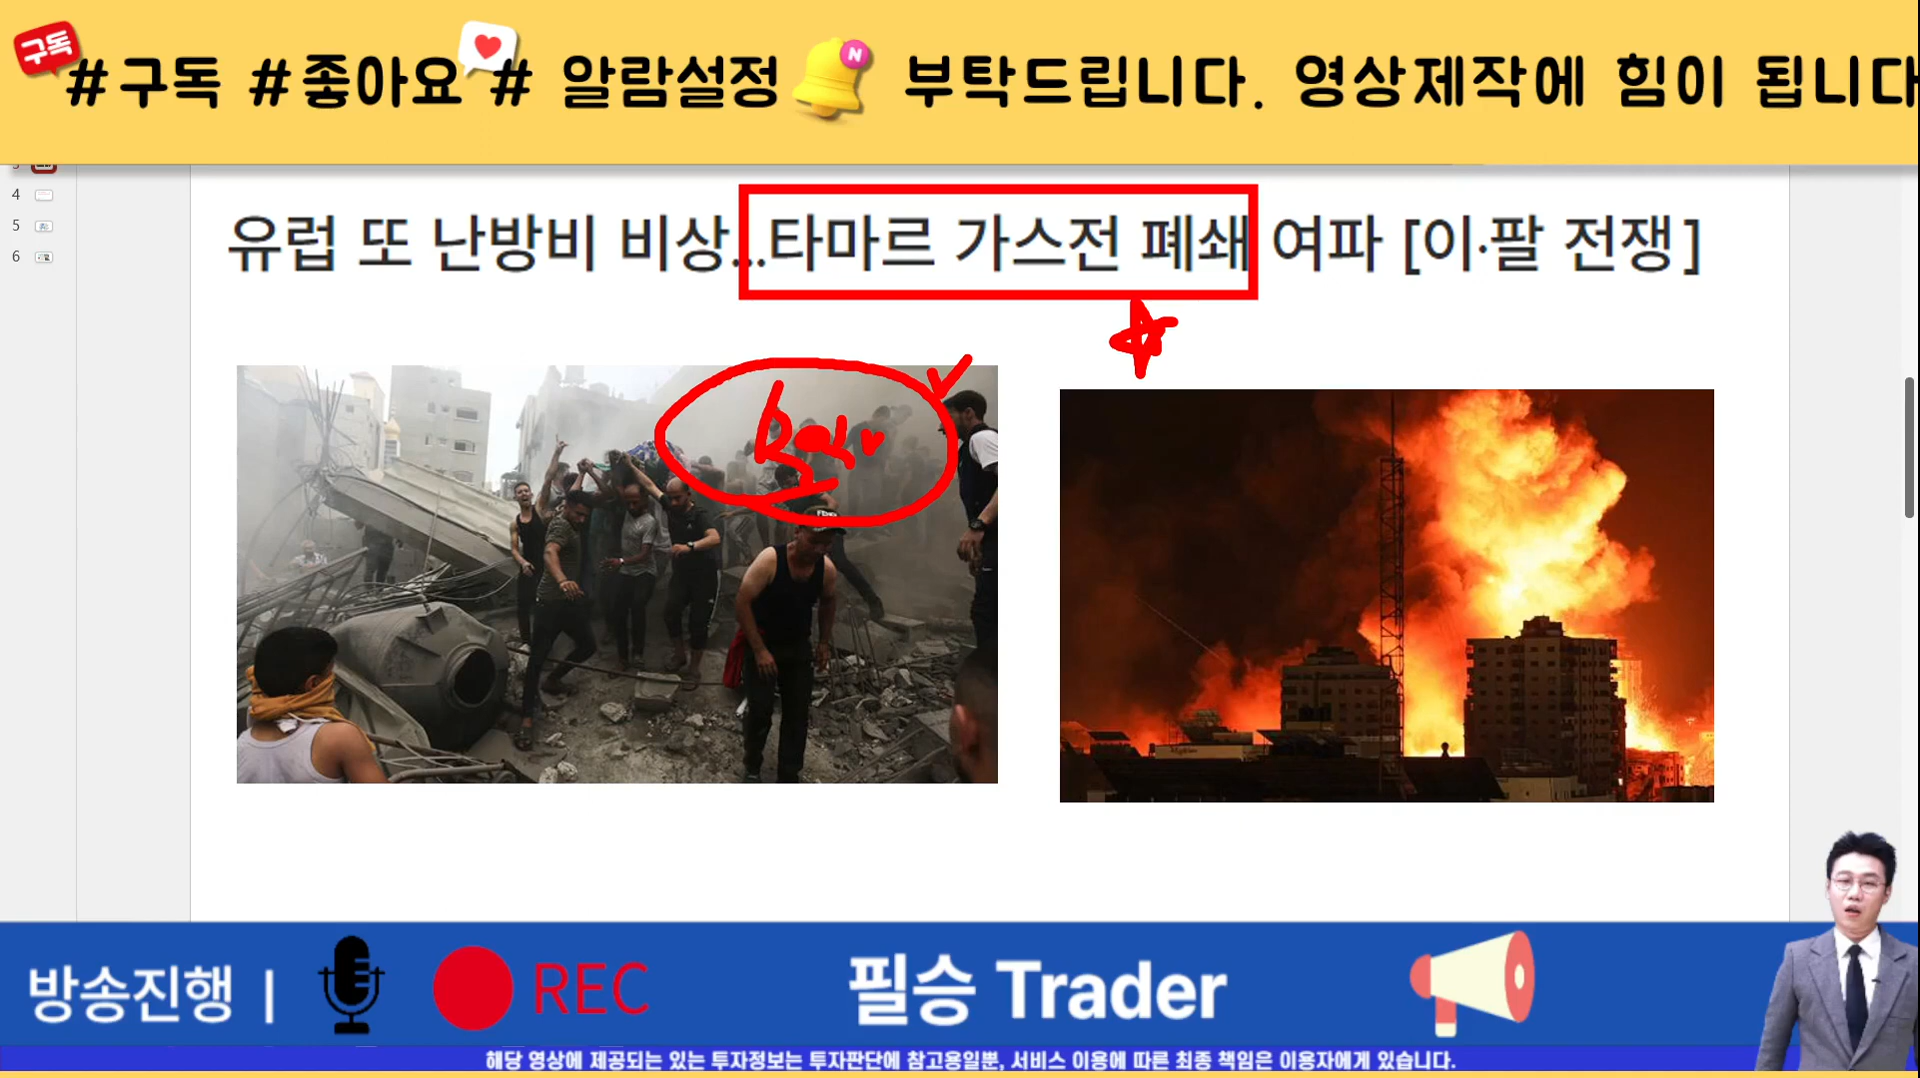 구독
#구독 #좋아요 # 알람설정 부탁드립니다. 영상제작에 힘이 됩니다
N
4
5
6
유럽 또 난방비 비상...타마르 가스전 폐쇄 여파 [이·팔 전쟁]
방송진행 | REC 필승 Trader
해당 영상에 제공되는 있는 투자정보는 투자판단에 참고용일뿐, 서비스 이용에 따른 최종 책임은 이용자에게 있습니다.